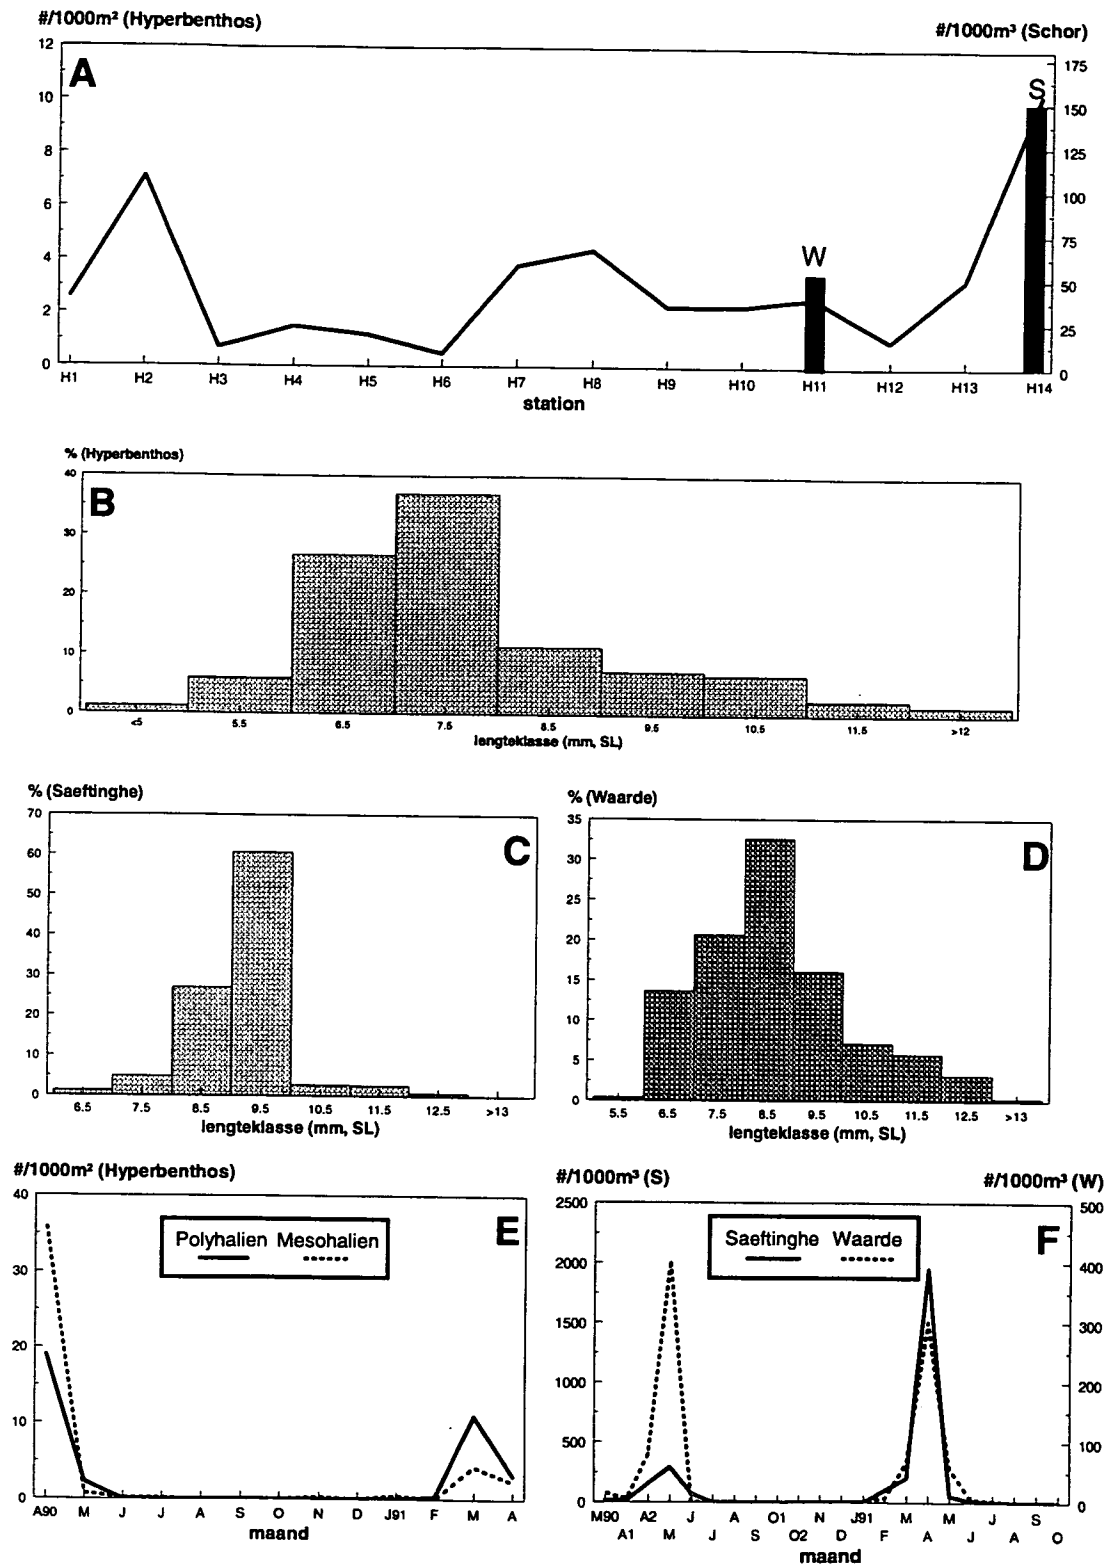 #/1000m² (Hyperbenthos) #/1000m³ (Schor)
A
12
10
8
6
4
2
0
175
150
125
100
75
50
25
0
W
S
H1 H2 H3 H4 H5 H6 H7 H8 H9 H10 H11 H12 H13 H14
station
% (Hyperbenthos)
B
40
30
20
10
0
<5 5.5 6.5 7.5 8.5 9.5 10.5 11.5 >12
lengteklasse (mm, SL)
% (Saeftinghe)
C
70
60
50
40
30
20
10
0
6.5 7.5 8.5 9.5 10.5 11.5 12.5 >13
lengteklasse (mm, SL)
% (Waarde)
D
35
30
25
20
15
10
5
0
5.5 6.5 7.5 8.5 9.5 10.5 11.5 12.5 >13
lengteklasse (mm, SL)
#/1000m² (Hyperbenthos)
E
Polyhalien Mesohalien
40
30
20
10
0
A90 M J J A S O N D J91 F M A
maand
#/1000m³ (S) #/1000m³ (W)
F
Saeftinghe Waarde
2500
2000
1500
1000
500
0
500
400
300
200
100
0
M90 A2 J A O1 N J91 M M J S
A1 M J S O2 D F A J A O
maand